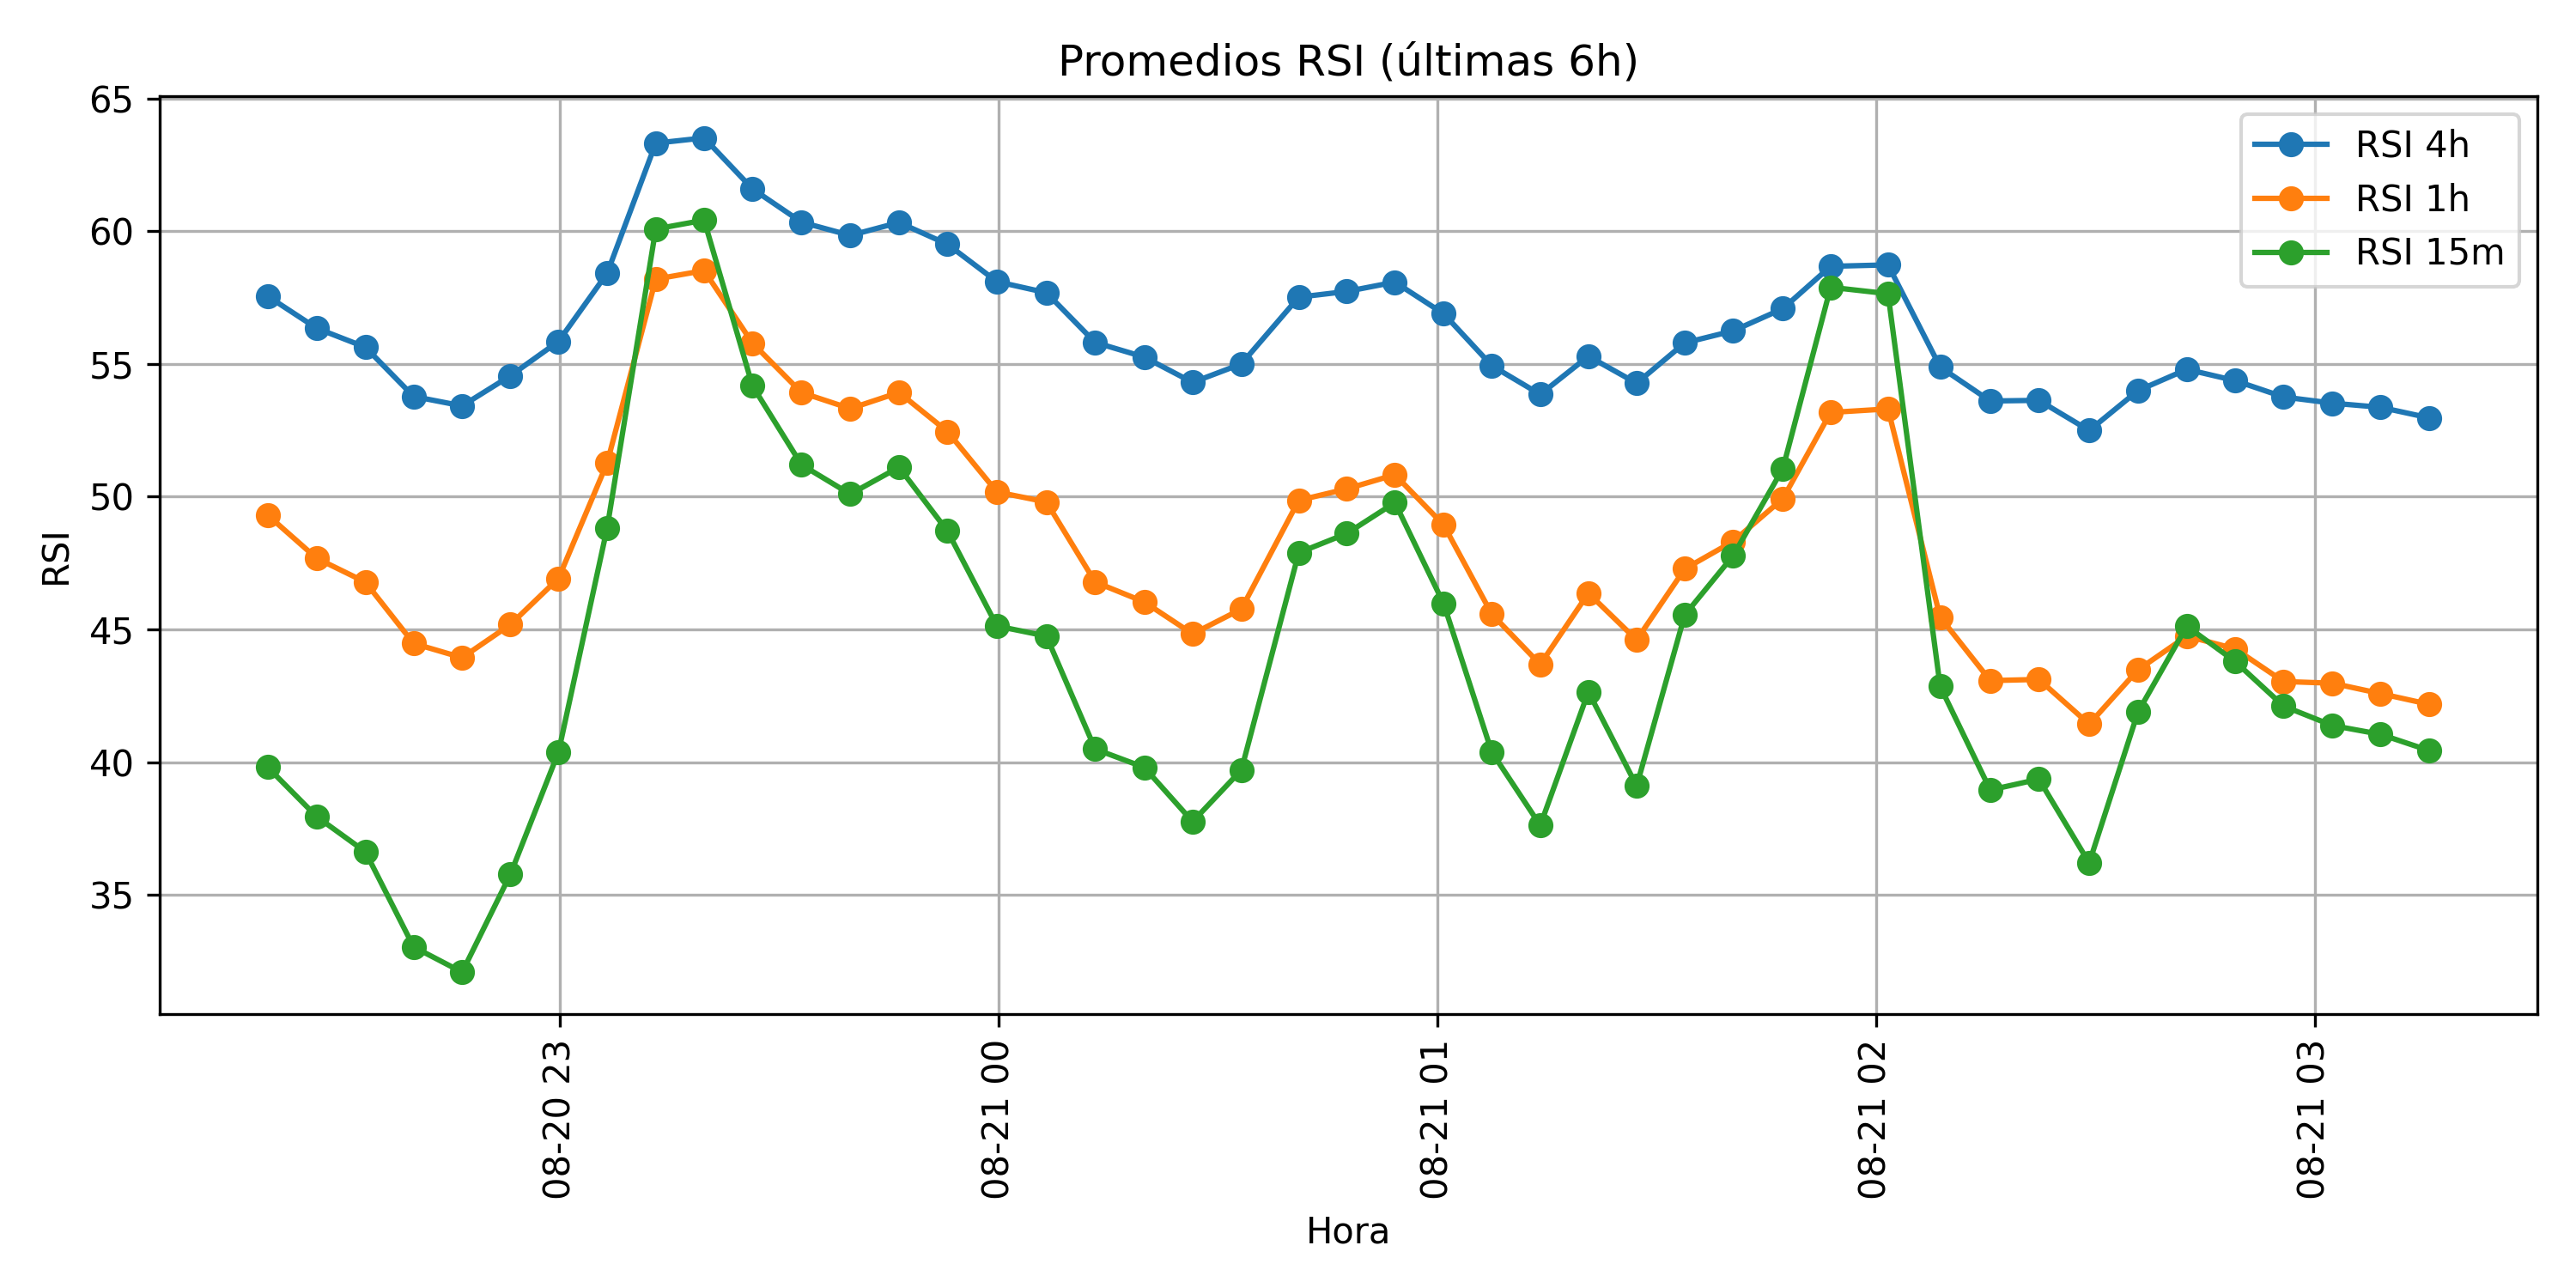 Promedios RSI (últimas 6h)
RSI 4h
RSI 1h
RSI 15m
RSI
65
60
55
50
45
40
35
08-20 23
08-21 00
08-21 01
08-21 02
08-21 03
Hora